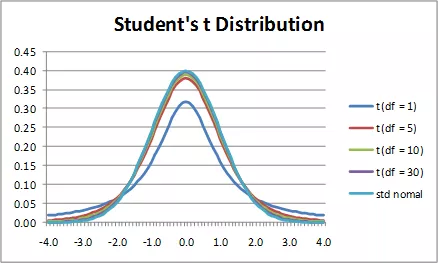 Student's t Distribution
0.45
0.40
0.35
0.30
0.25
0.20
0.15
0.10
0.05
0.00
-4.0 -3.0 -2.0 -1.0 0.0 1.0 2.0 3.0 4.0
t (df = 1)
t (df = 5)
t (df = 10)
t (df = 30)
std nomal